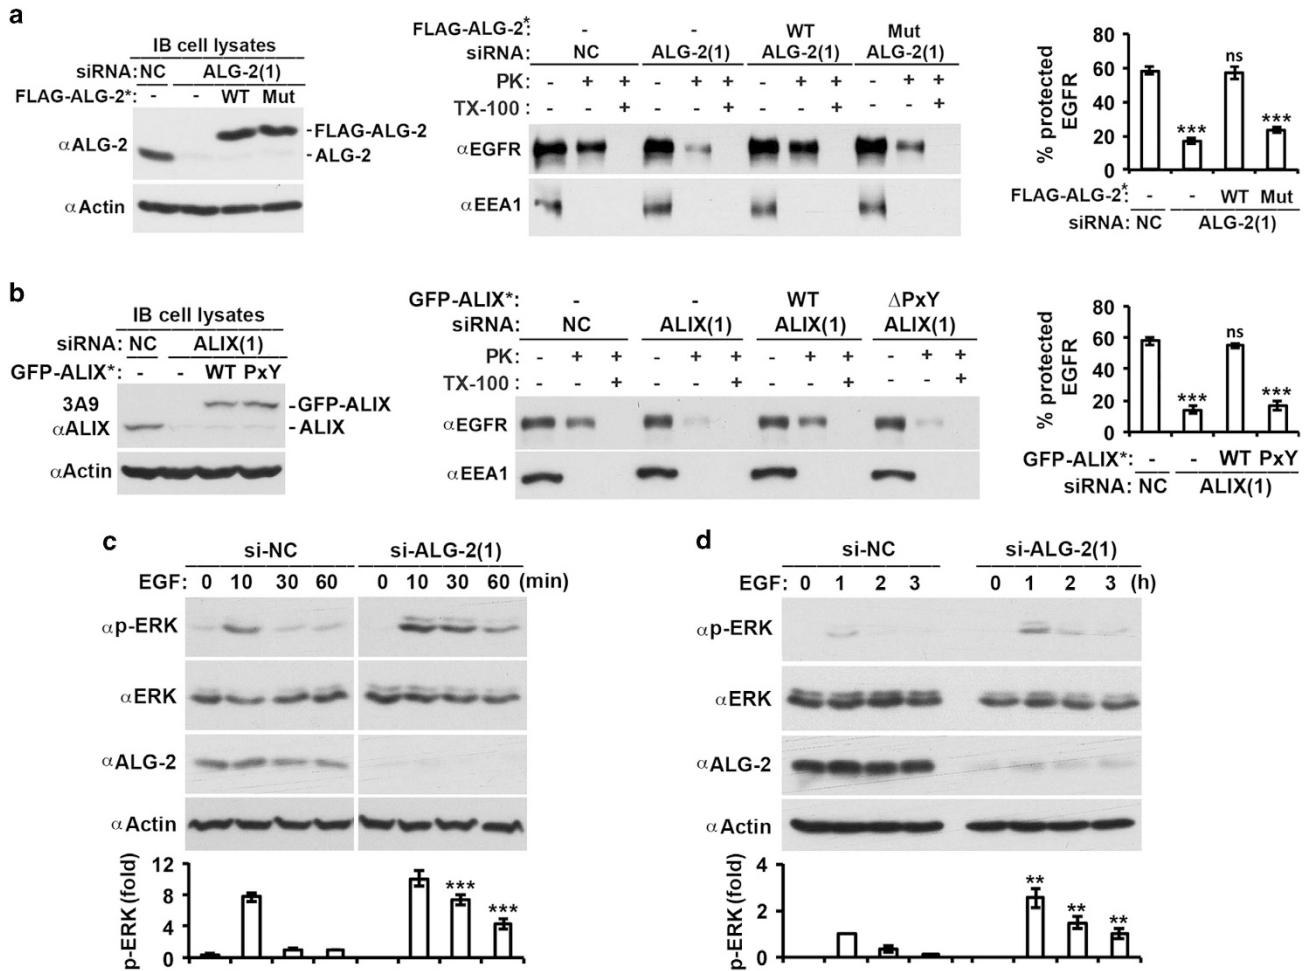 a
IB cell lysates
siRNA: NC ALG-2(1)
FLAG-ALG-2*: - - WT Mut
αALG-2
-FLAG-ALG-2
-ALG-2
αActin
FLAG-ALG-2*: - - WT Mut
siRNA: NC ALG-2(1) ALG-2(1) ALG-2(1)
PK: - + + - + + - + + - + +
TX-100: - - + - - + - - + - - +
αEGFR
αEEA1
% protected EGFR
80
60
40
20
0
***
ns
***
FLAG-ALG-2*: - - WT Mut
siRNA: NC ALG-2(1)
b
IB cell lysates
siRNA: NC ALIX(1)
GFP-ALIX*: - - WT PxY
3A9
αALIX
-GFP-ALIX
-ALIX
αActin
GFP-ALIX*: - - WT ΔPxY
siRNA: NC ALIX(1) ALIX(1) ALIX(1)
PK: - + + - + + - + + - + +
TX-100: - - + - - + - - + - - +
αEGFR
αEEA1
% protected EGFR
80
60
40
20
0
***
ns
***
GFP-ALIX*: - - WT PxY
siRNA: NC ALIX(1)
c
si-NC si-ALG-2(1)
EGF: 0 10 30 60 0 10 30 60 (min)
αp-ERK
αERK
αALG-2
αActin
p-ERK (fold)
12
8
4
0
***
***
d
si-NC si-ALG-2(1)
EGF: 0 1 2 3 0 1 2 3 (h)
αp-ERK
αERK
αALG-2
αActin
p-ERK (fold)
4
2
0
**
**
**